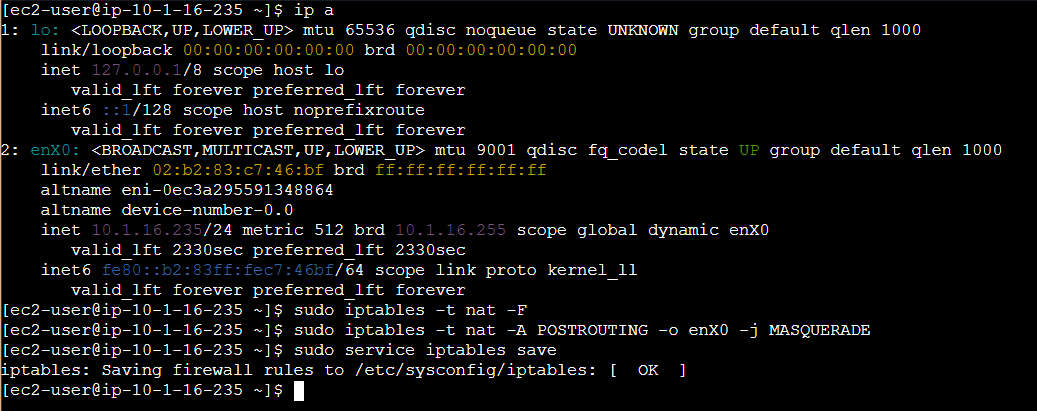 [ec2-user@ip-10-1-16-235 ~]$ ip a
1: lo: <LOOPBACK,UP,LOWER_UP> mtu 65536 qdisc noqueue state UNKNOWN group default qlen 1000
    link/loopback 00:00:00:00:00:00 brd 00:00:00:00:00:00
    inet 127.0.0.1/8 scope host lo
       valid_lft forever preferred_lft forever
    inet6 ::1/128 scope host noprefixroute
       valid_lft forever preferred_lft forever
2: enX0: <BROADCAST,MULTICAST,UP,LOWER_UP> mtu 9001 qdisc fq_codel state UP group default qlen 1000
    link/ether 02:b2:83:c7:46:bf brd ff:ff:ff:ff:ff:ff
    altname eni-0ec3a295591348864
    altname device-number-0.0
    inet 10.1.16.235/24 metric 512 brd 10.1.16.255 scope global dynamic enX0
       valid_lft 2330sec preferred_lft 2330sec
    inet6 fe80::b2:83ff:fec7:46bf/64 scope link proto kernel_ll
       valid_lft forever preferred_lft forever
[ec2-user@ip-10-1-16-235 ~]$ sudo iptables -t nat -F
[ec2-user@ip-10-1-16-235 ~]$ sudo iptables -t nat -A POSTROUTING -o enX0 -j MASQUERADE
[ec2-user@ip-10-1-16-235 ~]$ sudo service iptables save
iptables: Saving firewall rules to /etc/sysconfig/iptables: [  OK  ]
[ec2-user@ip-10-1-16-235 ~]$